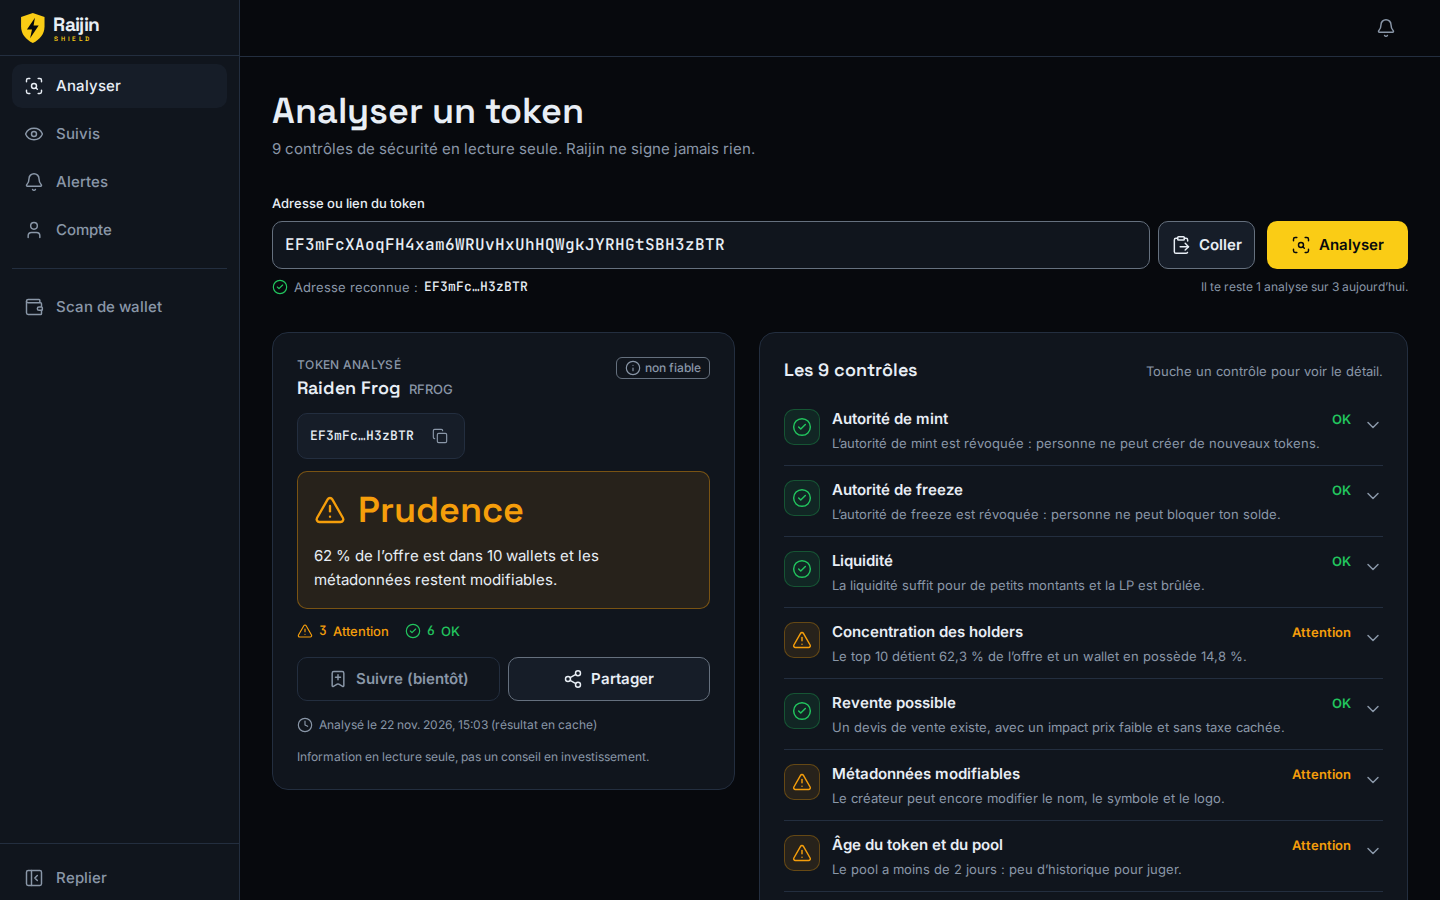 Raijin
SHIELD
Analyser
Suivis
Alertes
Compte
Scan de wallet
Replier
Analyser un token
9 contrôles de sécurité en lecture seule. Raijin ne signe jamais rien.
Adresse ou lien du token
EF3mFcXAoqFH4xam6WRUvHxUhHQWgkJYRHGtSBH3zBTR
Coller
Analyser
Adresse reconnue : EF3mFc…H3zBTR
Il te reste 1 analyse sur 3 aujourd’hui.
TOKEN ANALYSÉ
non fiable
Raiden Frog RFROG
EF3mFc…H3zBTR
Prudence
62 % de l’offre est dans 10 wallets et les
métadonnées restent modifiables.
3 Attention 6 OK
Suivre (bientôt)
Partager
Analysé le 22 nov. 2026, 15:03 (résultat en cache)
Information en lecture seule, pas un conseil en investissement.
Les 9 contrôles
Touche un contrôle pour voir le détail.
Autorité de mint
OK
L’autorité de mint est révoquée : personne ne peut créer de nouveaux tokens.
Autorité de freeze
OK
L’autorité de freeze est révoquée : personne ne peut bloquer ton solde.
Liquidité
OK
La liquidité suffit pour de petits montants et la LP est brûlée.
Concentration des holders
Attention
Le top 10 détient 62,3 % de l’offre et un wallet en possède 14,8 %.
Revente possible
OK
Un devis de vente existe, avec un impact prix faible et sans taxe cachée.
Métadonnées modifiables
Attention
Le créateur peut encore modifier le nom, le symbole et le logo.
Âge du token et du pool
Attention
Le pool a moins de 2 jours : peu d’historique pour juger.